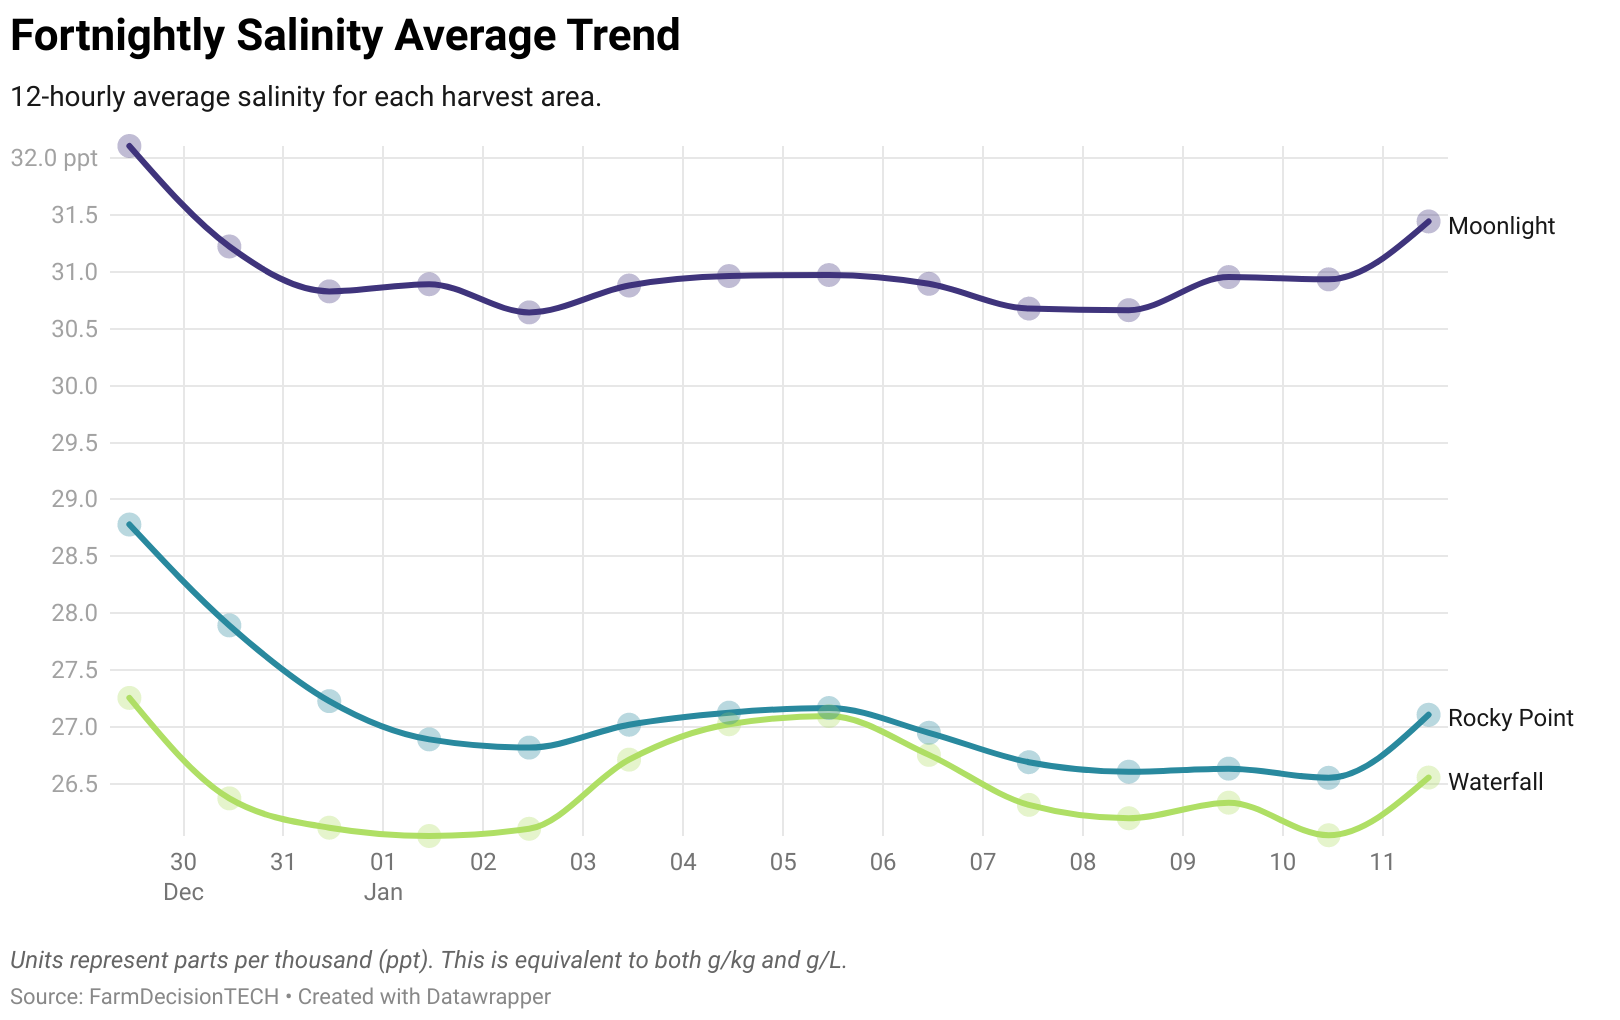 Fortnightly Salinity Average Trend
12-hourly average salinity for each harvest area.
32.0 ppt
31.5
Moonlight
31.0
30.5
30.0
29.5
29.0
28.5
28.0
27.5
27.0
Rocky Point
26.5
Waterfall
30 31 01 02 03 04 05 06 07 08 09 10 11
Dec Jan
Units represent parts per thousand (ppt). This is equivalent to both g/kg and g/L.
Source: FarmDecisionTECH • Created with Datawrapper